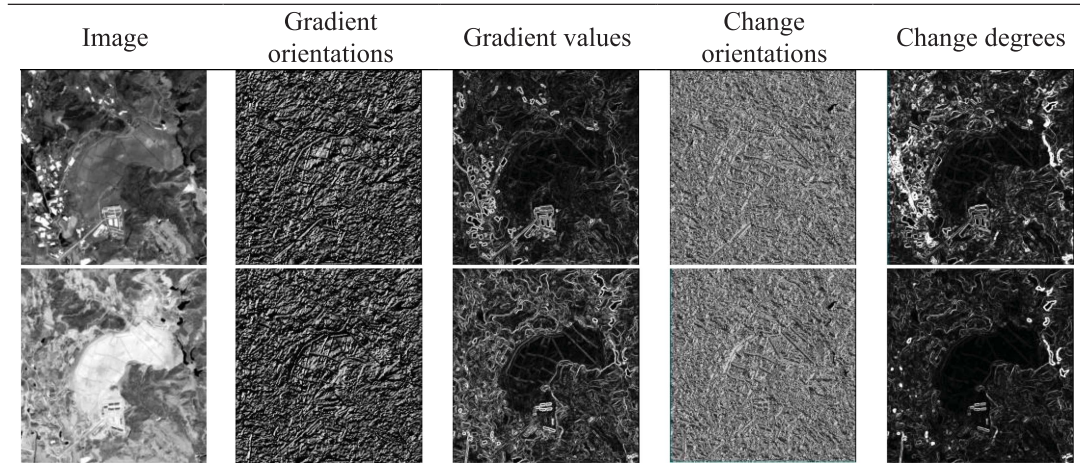 Image
Gradient
orientations
Gradient values
Change
orientations
Change degrees